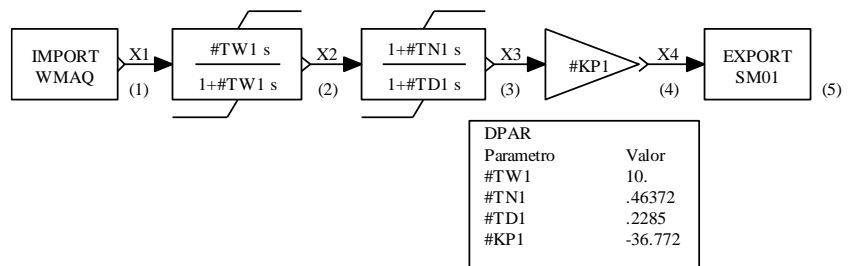 IMPORT
WMAQ
X1
(1)
#TW1 s
1+#TW1 s
X2
(2)
1+#TN1 s
1+#TD1 s
X3
(3)
#KP1
X4
(4)
EXPORT
SM01
(5)
DPAR
Parametro Valor
#TW1 10.
#TN1 .46372
#TD1 .2285
#KP1 -36.772